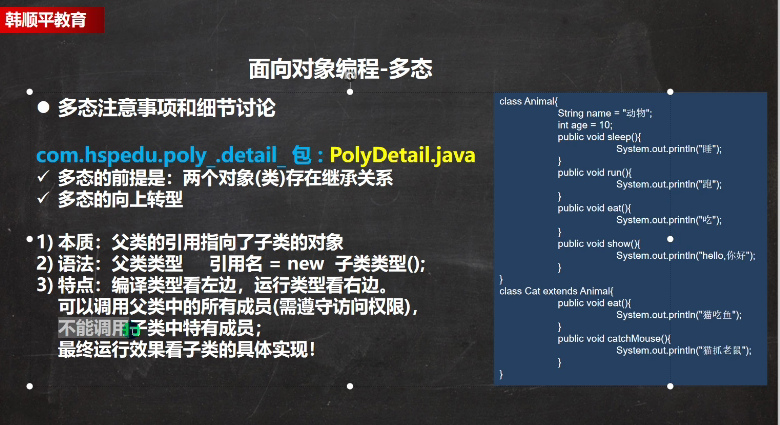 韩顺平教育
面向对象编程-多态
● 多态注意事项和细节讨论
com.hspedu.poly_.detail_ 包 : PolyDetail.java
✓ 多态的前提是：两个对象(类)存在继承关系
✓ 多态的向上转型
1) 本质：父类的引用指向了子类的对象
2) 语法：父类类型 引用名 = new 子类类型();
3) 特点：编译类型看左边，运行类型看右边。
可以调用父类中的所有成员(需遵守访问权限)，
不能调用子类中特有成员；
最终运行效果看子类的具体实现！
class Animal{
String name = "动物";
int age = 10;
public void sleep(){
System.out.println("睡");
}
public void run(){
System.out.println("跑");
}
public void eat(){
System.out.println("吃");
}
public void show(){
System.out.println("hello,你好");
}
}
class Cat extends Animal{
public void eat(){
System.out.println("猫吃鱼");
}
public void catchMouse(){
System.out.println("猫抓老鼠");
}
}